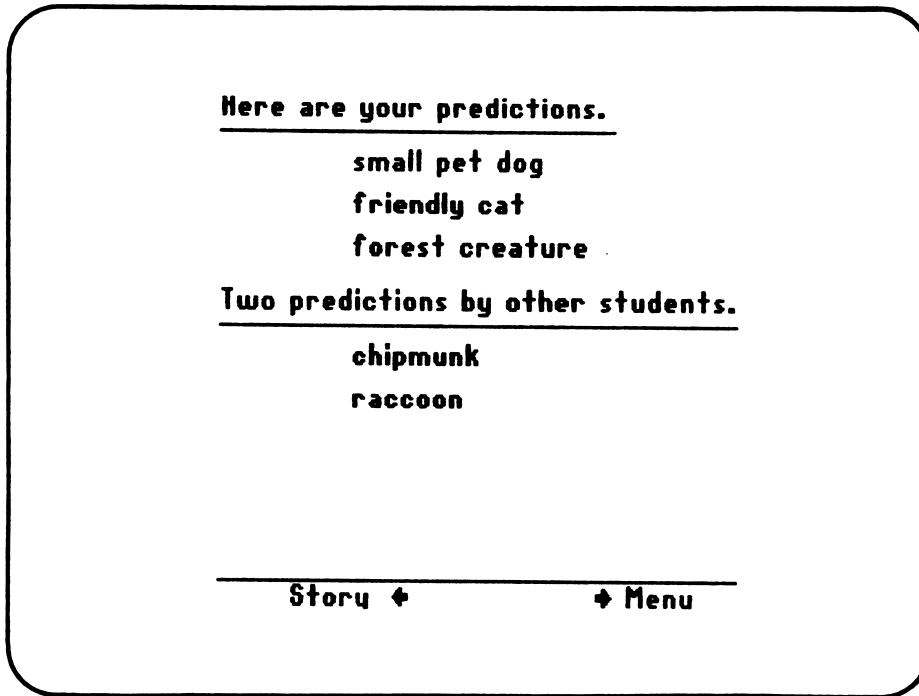 Here are your predictions.
small pet dog
friendly cat
forest creature
Two predictions by other students.
chipmunk
raccoon
Story ← → Menu